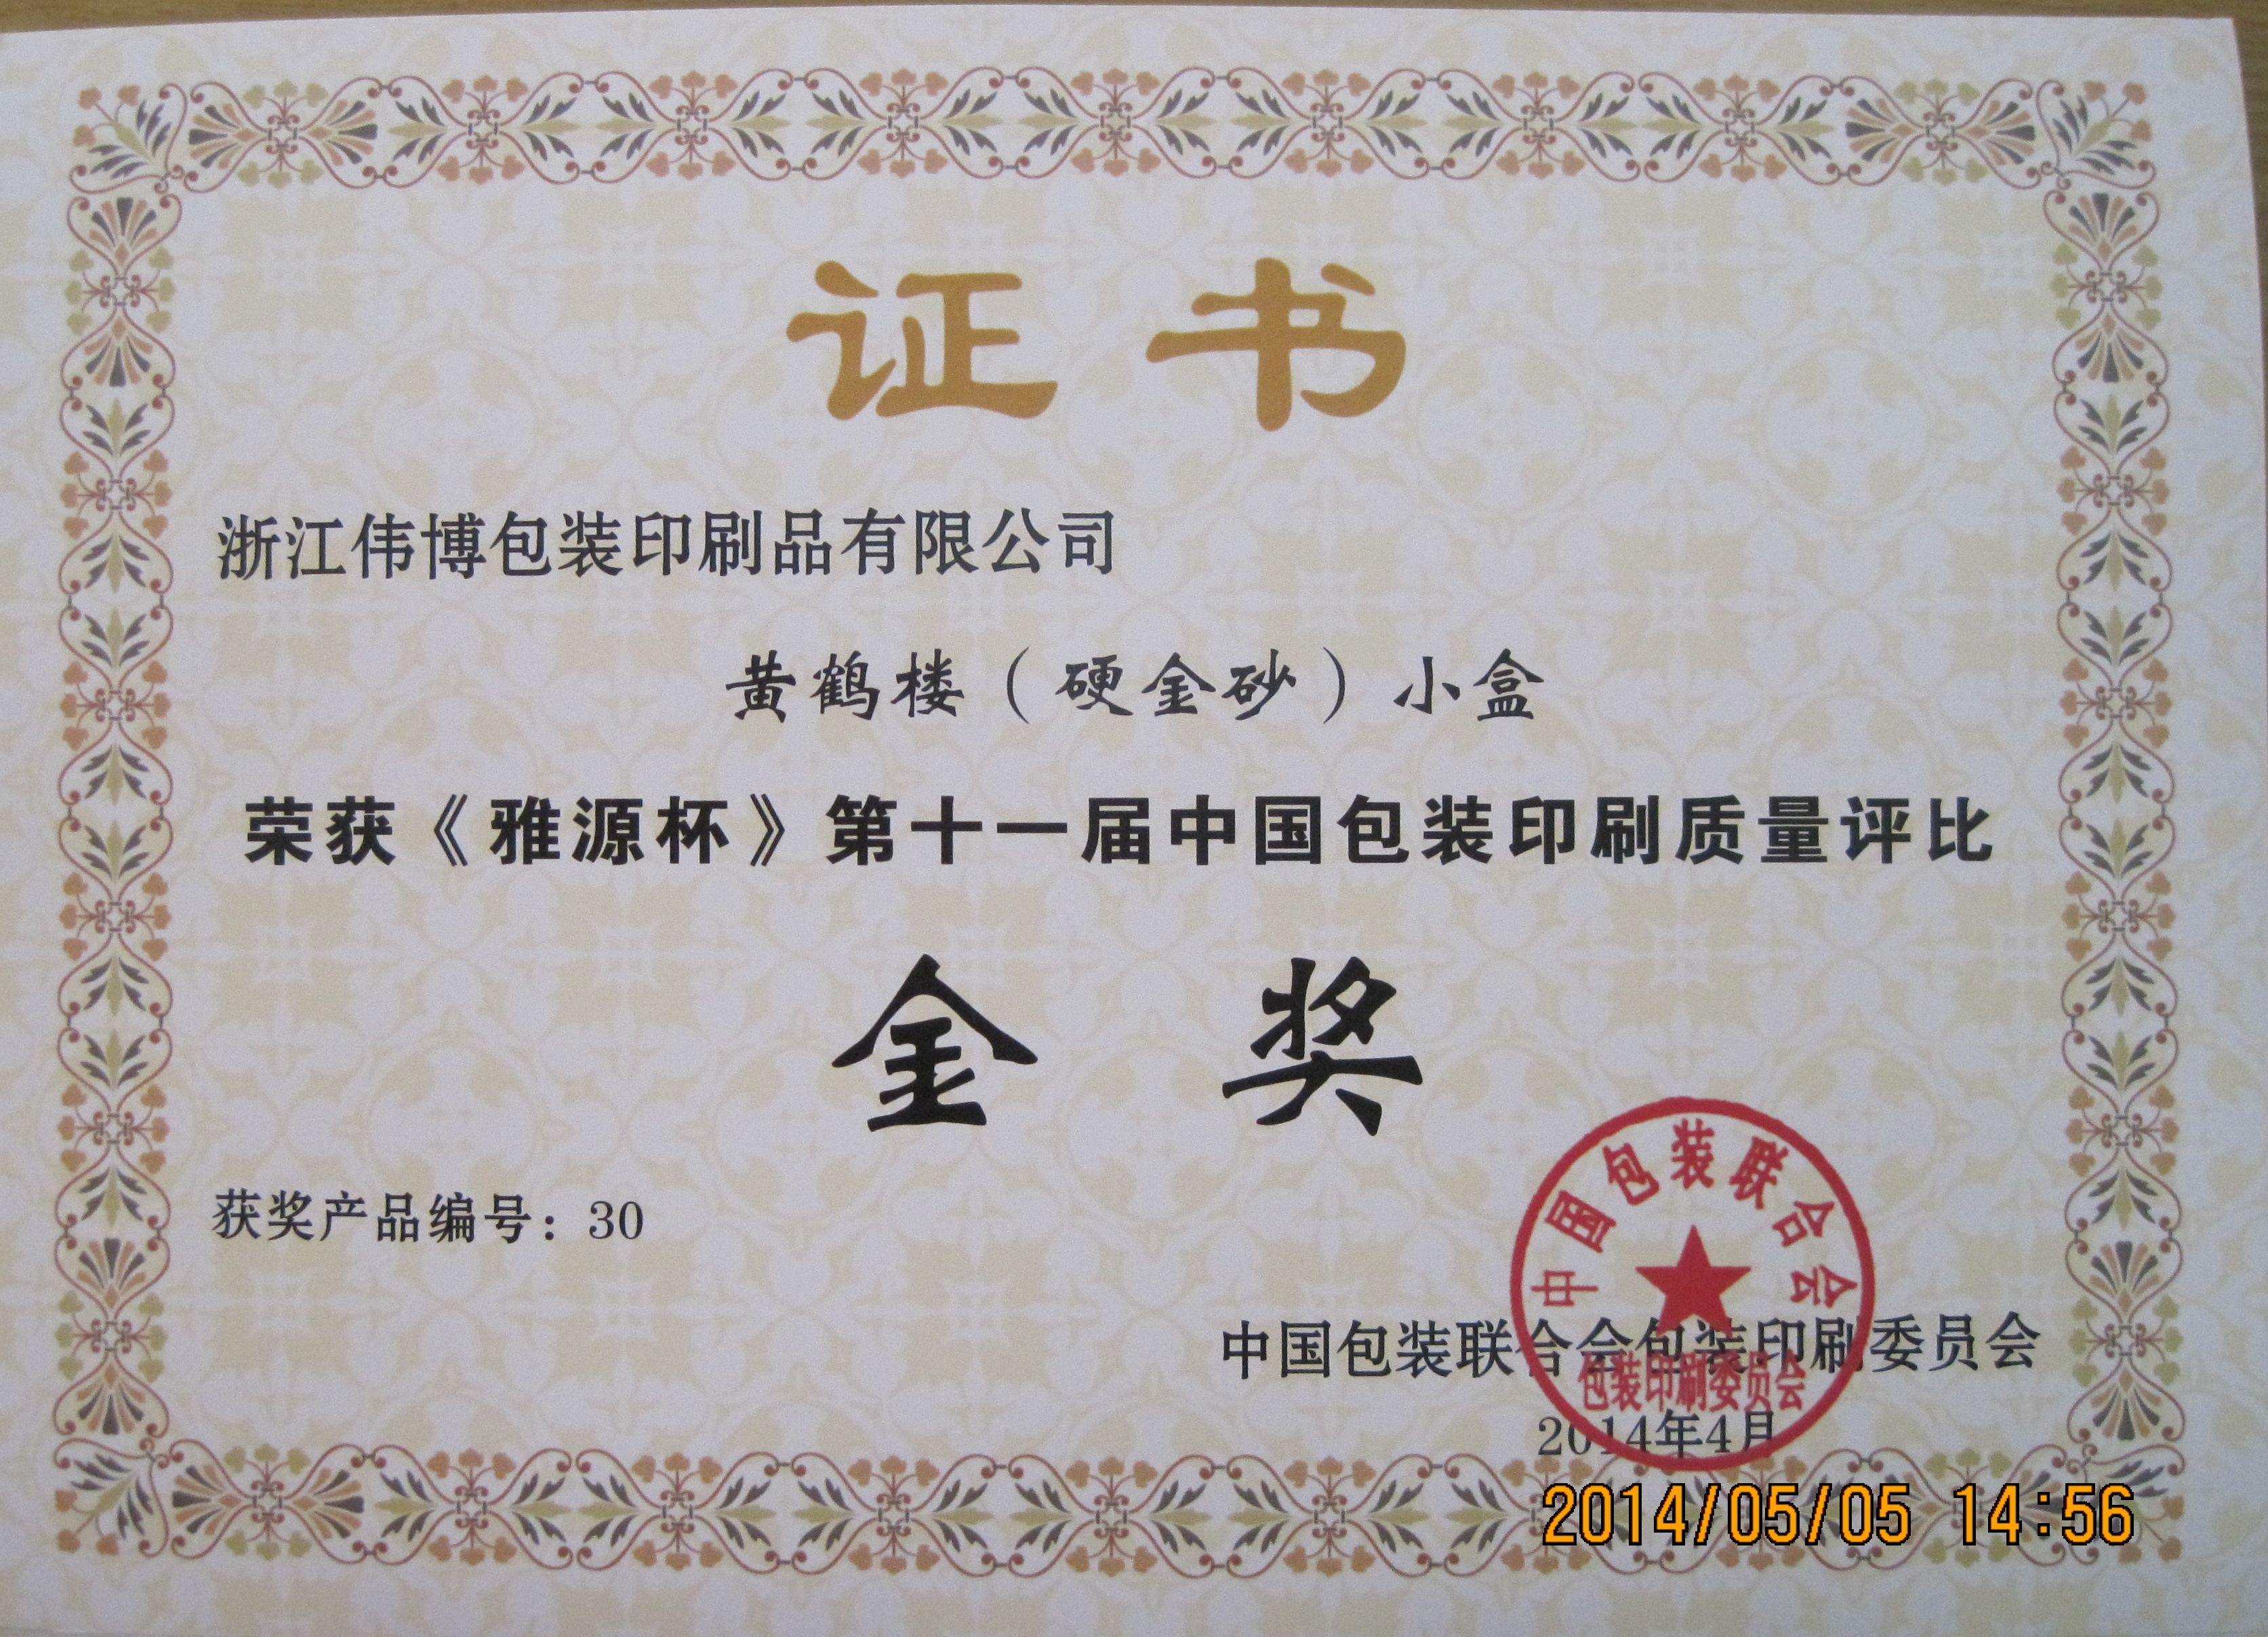 证书
浙江伟博包装印刷品有限公司
黄鹤楼（硬金砂）小盒
荣获《雅源杯》第十一届中国包装印刷质量评比
金奖
获奖产品编号：30
中国包装联合会
中国包装联合会包装印刷委员会
包装印刷委员会
2014年4月
2014/05/05 14:56